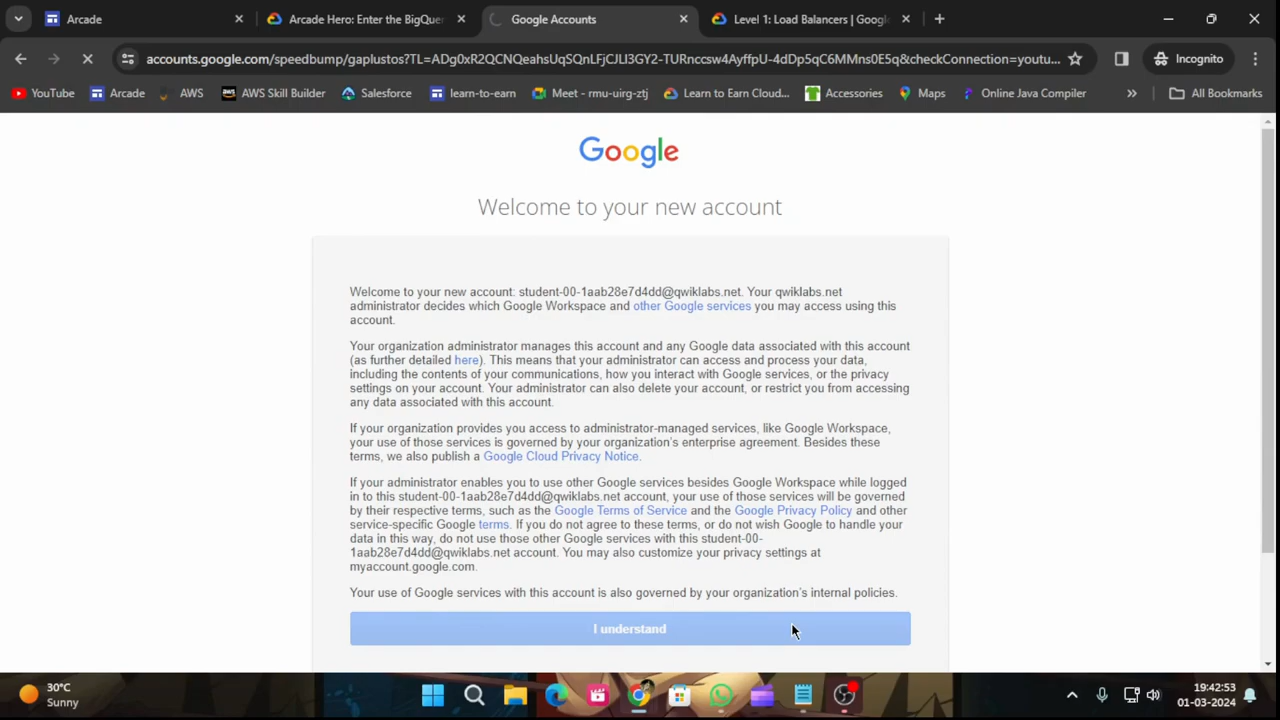 Arcade
Arcade Hero: Enter the BigQue
Google Accounts
Level 1: Load Balancers | Googl
accounts.google.com/speedbump/gaplustos?TL=ADg0xR2QCNQeahsUqSQnLFjCJLI3GY2-TURnccsw4AyffpU-4dDp5qC6MMns0E5q&checkConnection=youtu...
Incognito
YouTube
Arcade
AWS
AWS Skill Builder
Salesforce
learn-to-earn
Meet - rmu-uirg-ztj
Learn to Earn Cloud...
Accessories
Maps
Online Java Compiler
All Bookmarks
Google
Welcome to your new account
Welcome to your new account: student-00-1aab28e7d4dd@qwiklabs.net. Your qwiklabs.net
administrator decides which Google Workspace and other Google services you may access using this
account.
Your organization administrator manages this account and any Google data associated with this account
(as further detailed here). This means that your administrator can access and process your data,
including the contents of your communications, how you interact with Google services, or the privacy
settings on your account. Your administrator can also delete your account, or restrict you from accessing
any data associated with this account.
If your organization provides you access to administrator-managed services, like Google Workspace,
your use of those services is governed by your organization's enterprise agreement. Besides these
terms, we also publish a Google Cloud Privacy Notice.
If your administrator enables you to use other Google services besides Google Workspace while logged
in to this student-00-1aab28e7d4dd@qwiklabs.net account, your use of those services will be governed
by their respective terms, such as the Google Terms of Service and the Google Privacy Policy and other
service-specific Google terms. If you do not agree to these terms, or do not wish Google to handle your
data in this way, do not use those other Google services with this student-00-
1aab28e7d4dd@qwiklabs.net account. You may also customize your privacy settings at
myaccount.google.com.
Your use of Google services with this account is also governed by your organization's internal policies.
I understand
30°C
Sunny
19:42:53
01-03-2024